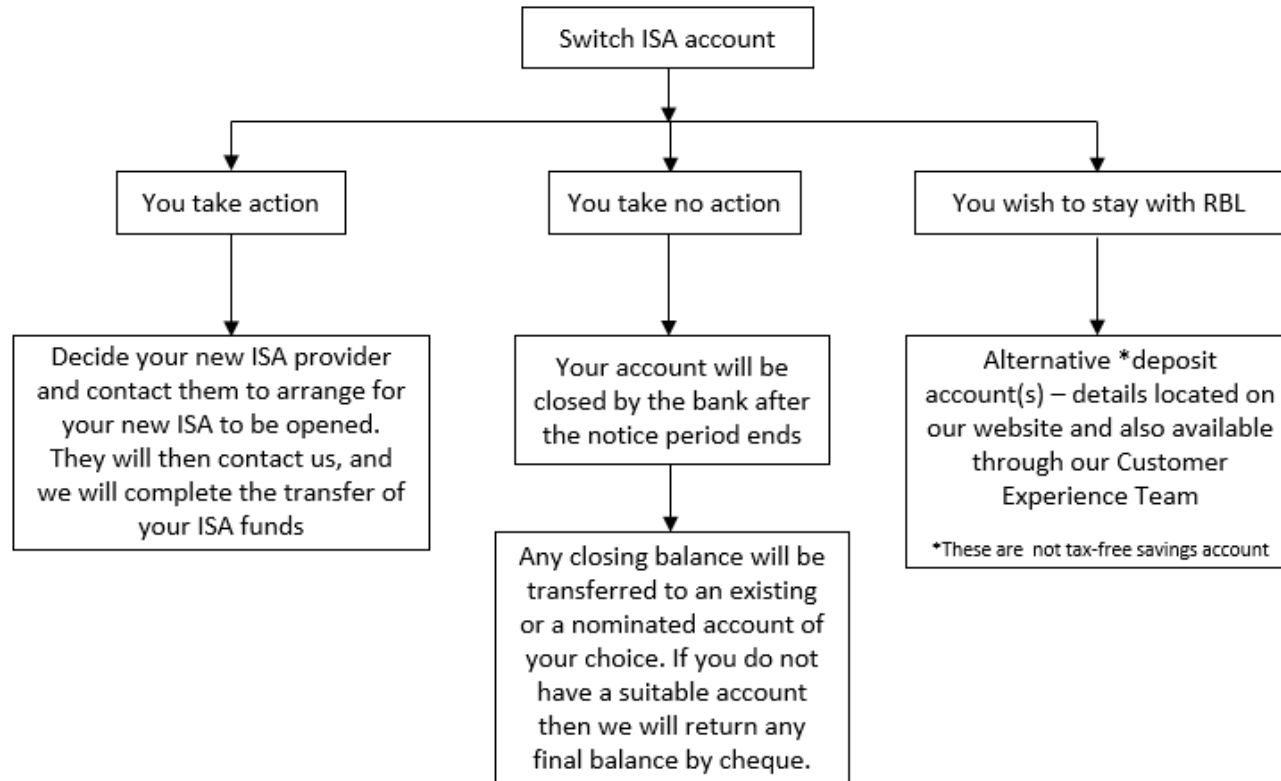 Switch ISA account
You take action
You take no action
You wish to stay with RBL
Decide your new ISA provider
and contact them to arrange for
your new ISA to be opened.
They will then contact us, and
we will complete the transfer of
your ISA funds
Your account will be
closed by the bank after
the notice period ends
Any closing balance will be
transferred to an existing
or a nominated account of
your choice. If you do not
have a suitable account
then we will return any
final balance by cheque.
Alternative *deposit
account(s) – details located on
our website and also available
through our Customer
Experience Team
*These are not tax-free savings account